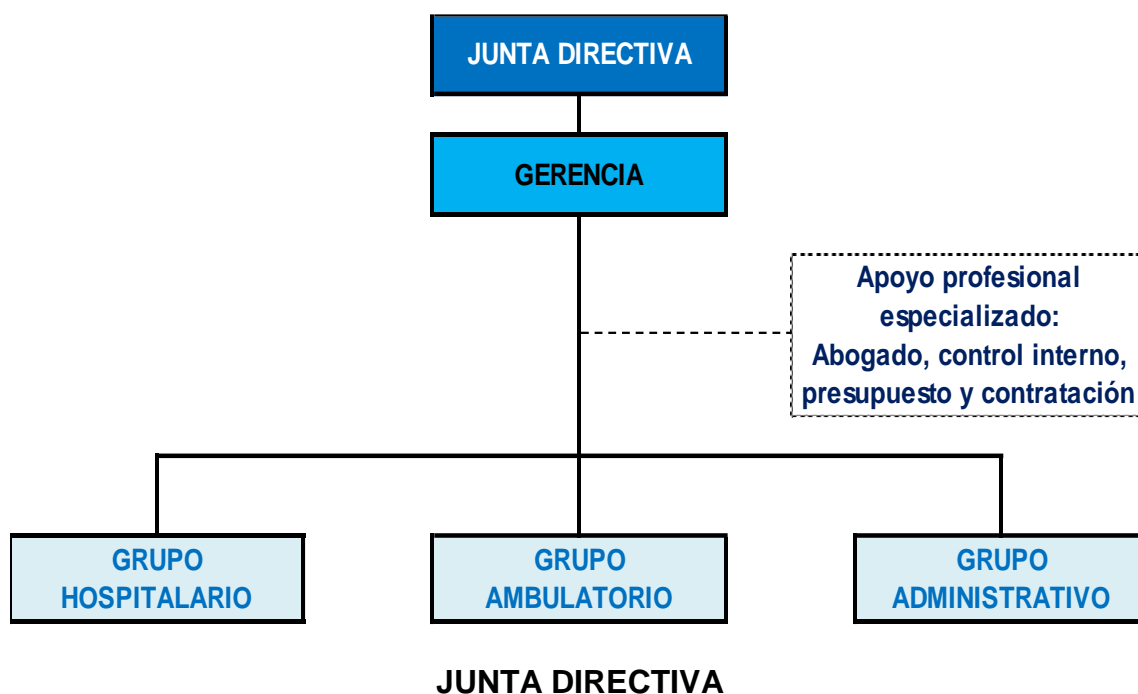 JUNTA DIRECTIVA
GERENCIA
Apoyo profesional
especializado:
Abogado, control interno,
presupuesto y contratación
GRUPO
HOSPITALARIO
GRUPO
AMBULATORIO
GRUPO
ADMINISTRATIVO
JUNTA DIRECTIVA